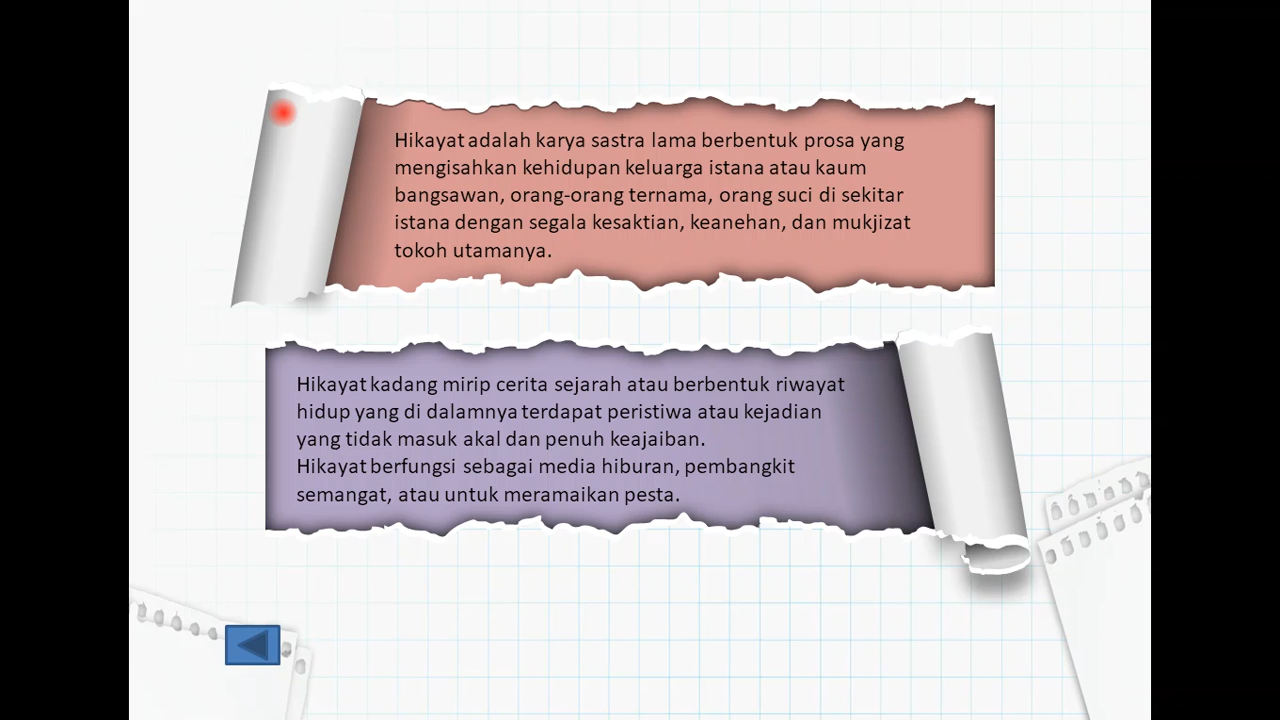 Hikayat adalah karya sastra lama berbentuk prosa yang
mengisahkan kehidupan keluarga istana atau kaum
bangsawan, orang-orang ternama, orang suci di sekitar
istana dengan segala kesaktian, keanehan, dan mukjizat
tokoh utamanya.
Hikayat kadang mirip cerita sejarah atau berbentuk riwayat
hidup yang di dalamnya terdapat peristiwa atau kejadian
yang tidak masuk akal dan penuh keajaiban.
Hikayat berfungsi sebagai media hiburan, pembangkit
semangat, atau untuk meramaikan pesta.